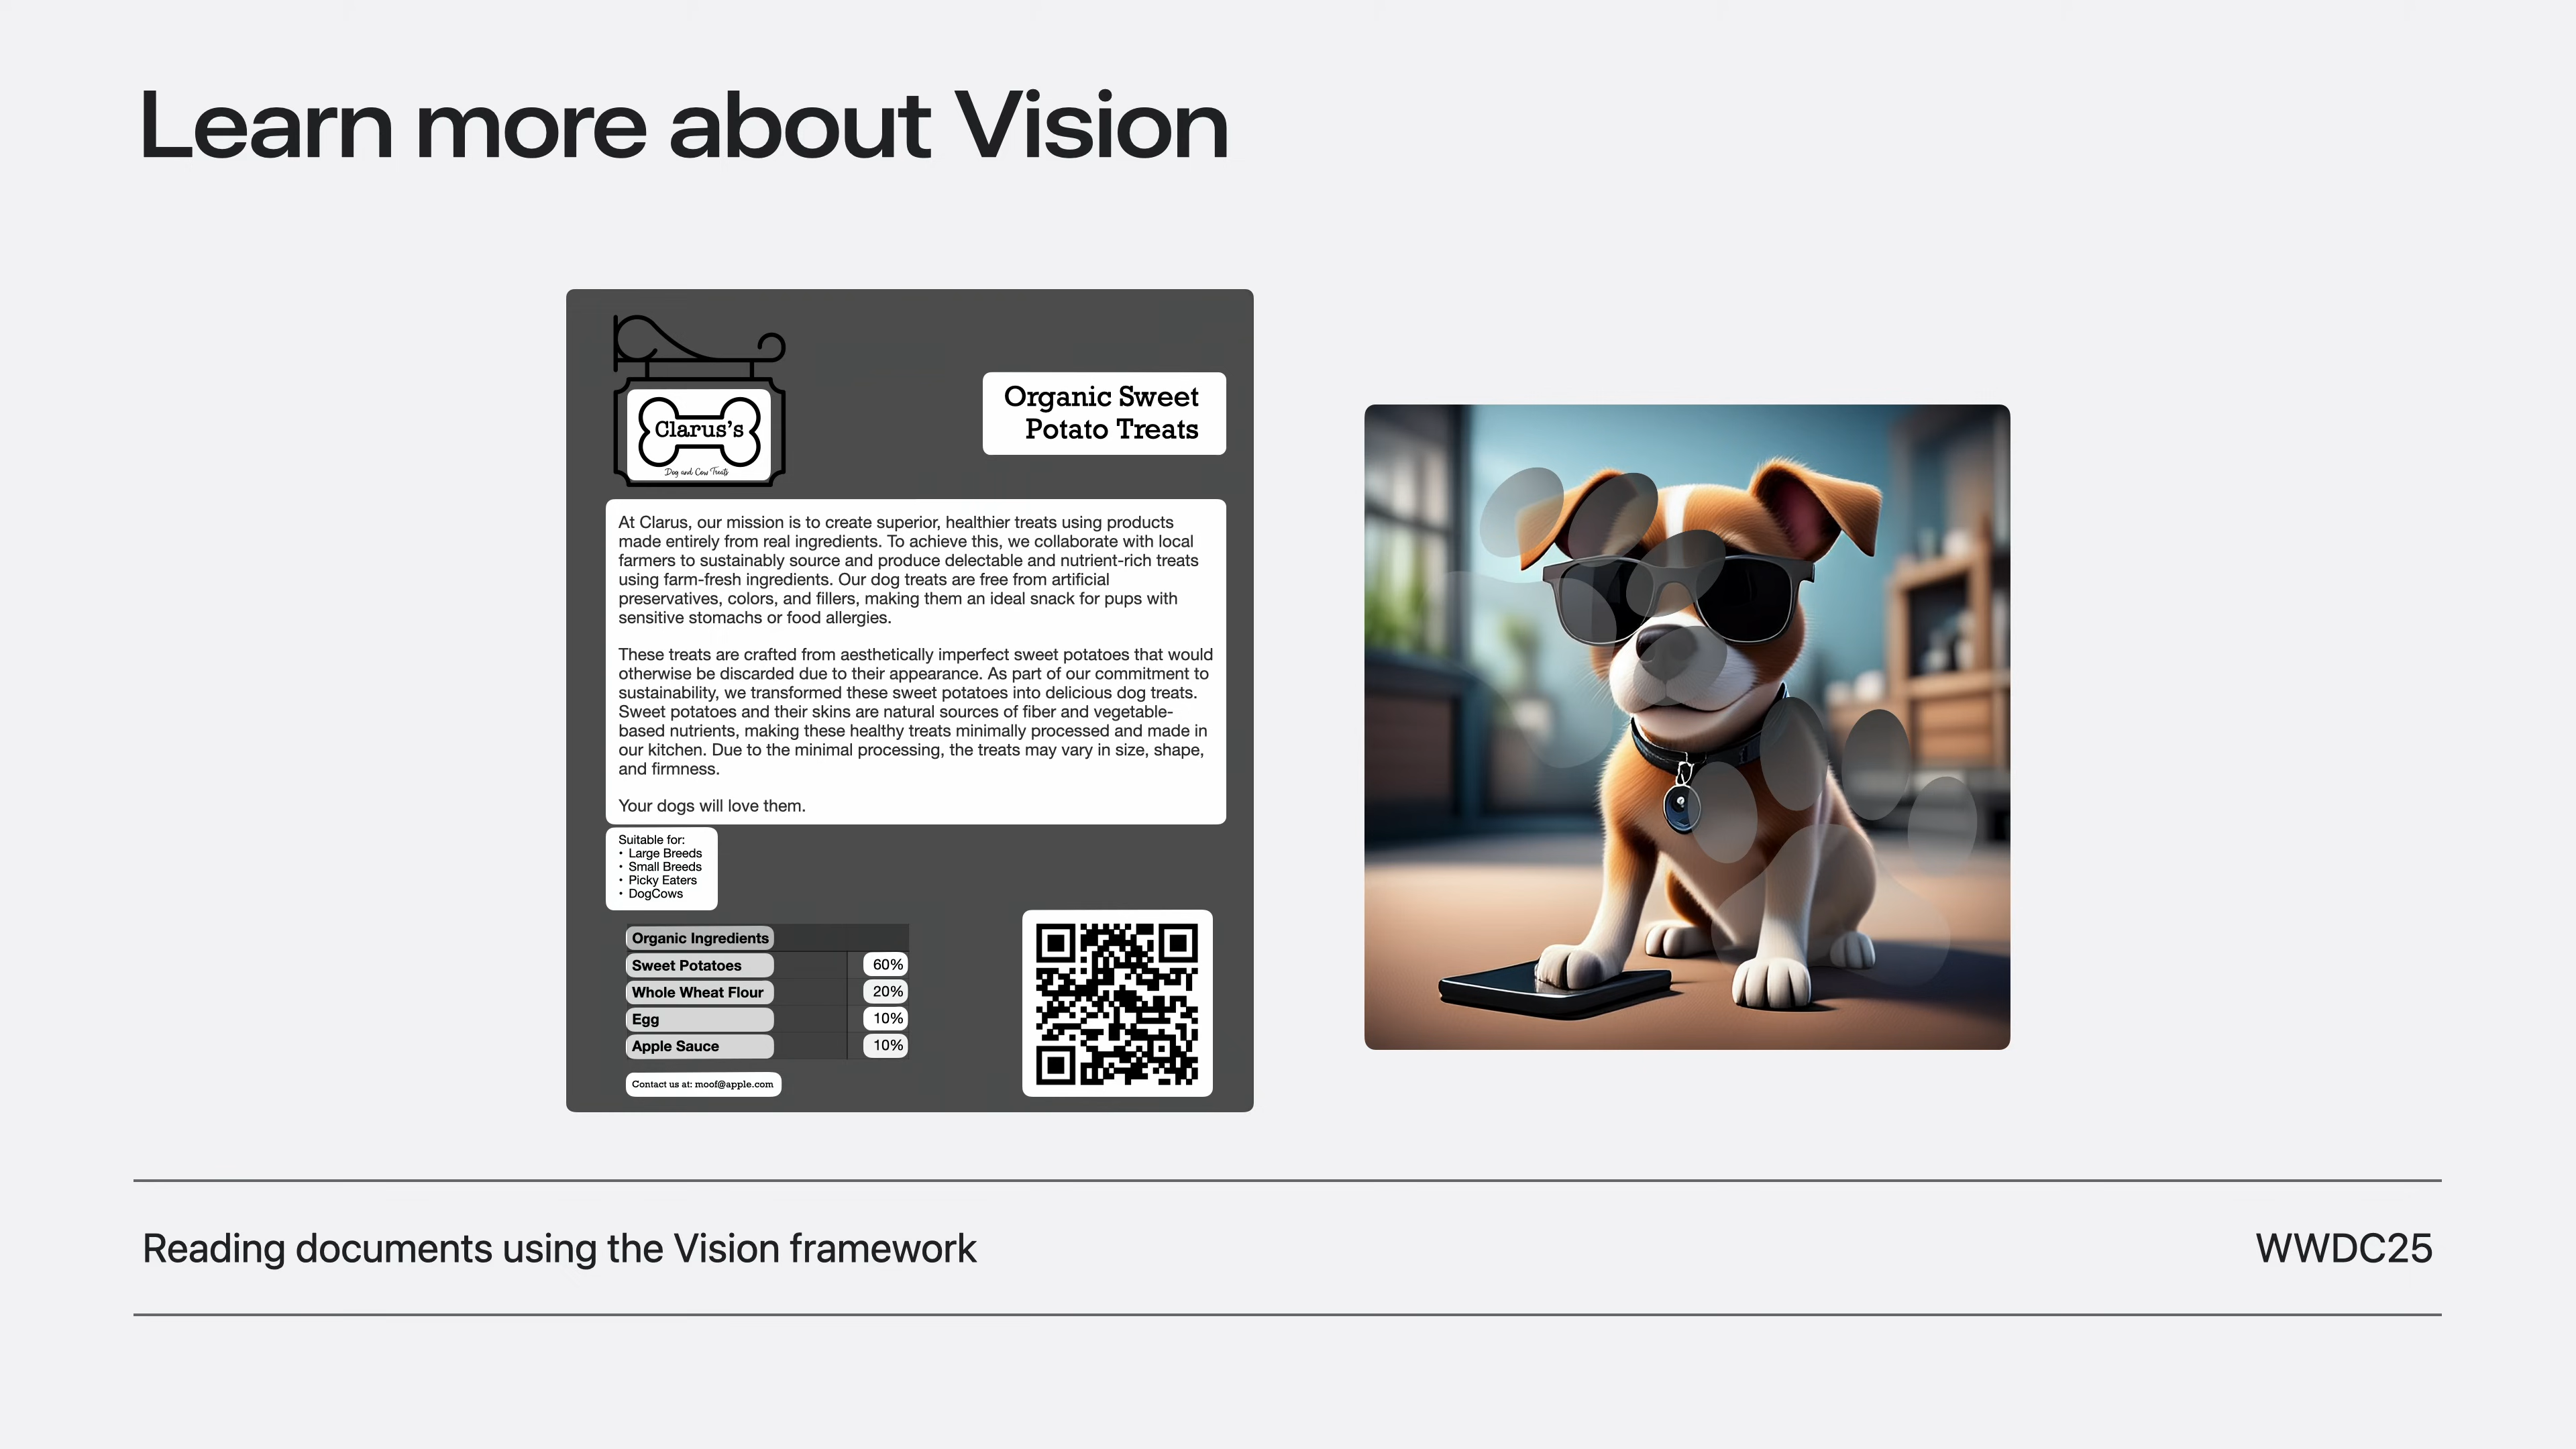 Learn more about Vision
Clarus's
Dog and Cow Treats
Organic Sweet
Potato Treats
At Clarus, our mission is to create superior, healthier treats using products
made entirely from real ingredients. To achieve this, we collaborate with local
farmers to sustainably source and produce delectable and nutrient-rich treats
using farm-fresh ingredients. Our dog treats are free from artificial
preservatives, colors, and fillers, making them an ideal snack for pups with
sensitive stomachs or food allergies.
These treats are crafted from aesthetically imperfect sweet potatoes that would
otherwise be discarded due to their appearance. As part of our commitment to
sustainability, we transformed these sweet potatoes into delicious dog treats.
Sweet potatoes and their skins are natural sources of fiber and vegetable-
based nutrients, making these healthy treats minimally processed and made in
our kitchen. Due to the minimal processing, the treats may vary in size, shape,
and firmness.
Your dogs will love them.
Suitable for:
• Large Breeds
• Small Breeds
• Picky Eaters
• DogCows
Organic Ingredients
Sweet Potatoes 60%
Whole Wheat Flour 20%
Egg 10%
Apple Sauce 10%
Contact us at: moof@apple.com
Reading documents using the Vision framework WWDC25